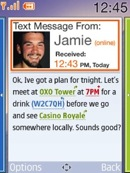 12:45
Text Message From:
Jamie (online)
Received:
12:43 PM, Today
Ok, Ive got a plan for tnight. Let's
meet at OXO Tower at 7PM for a
drink (W2C70H) before we go
and see Casino Royale
somewhere locally. Sounds good?
Options
Back